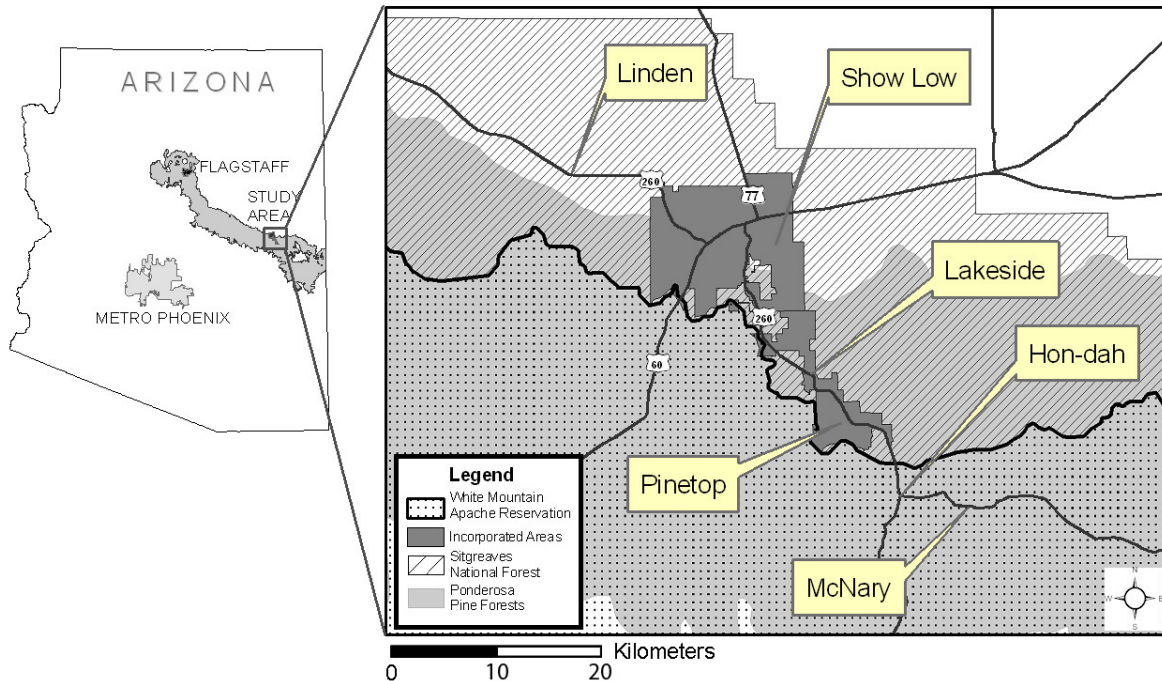 ARIZONA
FLAGSTAFF
STUDY
AREA
METRO PHOENIX
Linden
Show Low
260
77
Lakeside
260
Hon-dah
60
Pinetop
McNary
Legend
White Mountain
Apache Reservation
Incorporated Areas
Sitgreaves
National Forest
Ponderosa
Pine Forests
N
W
E
S
Kilometers
0 10 20